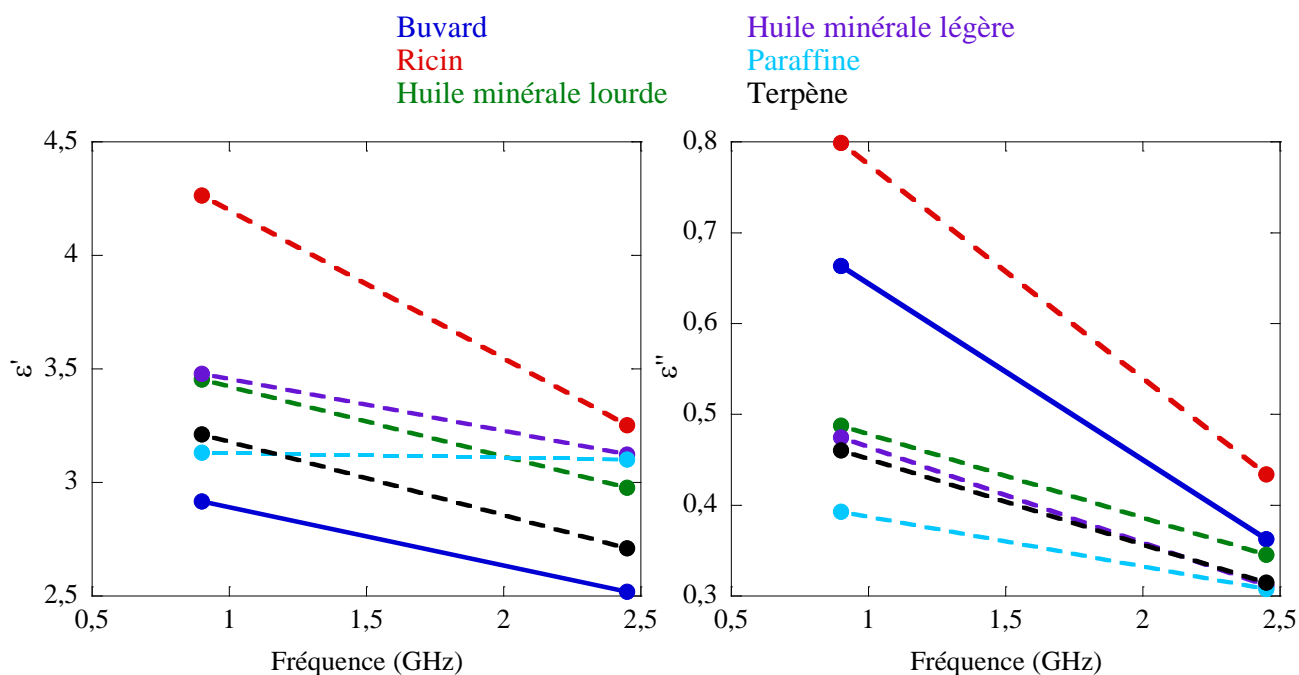 Buvard
Ricin
Huile minérale lourde
Huile minérale légère
Paraffine
Terpène
4,5
4
3,5
3
2,5
ε'
0,5
1
1,5
2
2,5
Fréquence (GHz)
0,8
0,7
0,6
0,5
0,4
0,3
ε"
0,5
1
1,5
2
2,5
Fréquence (GHz)